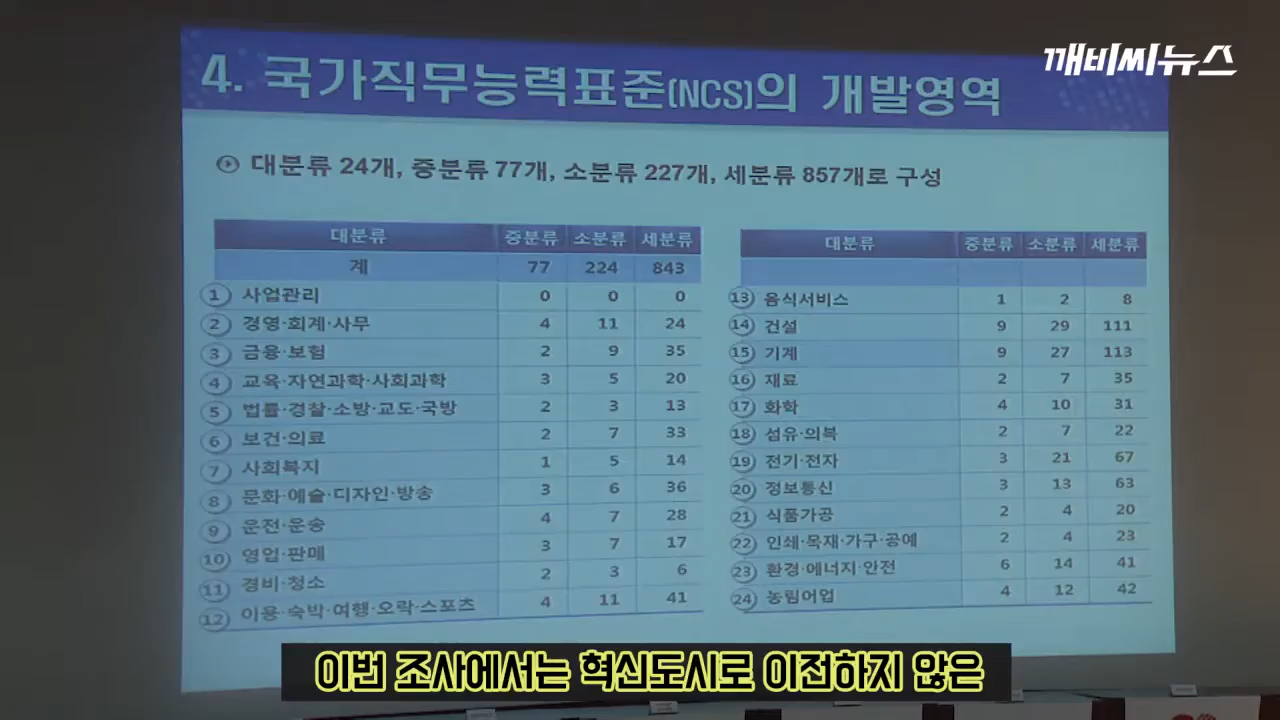 깨비씨뉴스
4. 국가직무능력표준(NCS)의 개발영역
대분류 24개, 중분류 77개, 소분류 227개, 세분류 857개로 구성
대분류 중분류 소분류 세분류
계 77 224 843
1 사업관리 0 0 0
2 경영·회계·사무 4 11 24
3 금융·보험 2 9 35
4 교육·자연과학·사회과학 3 5 20
5 법률·경찰·소방·교도·국방 2 3 13
6 보건·의료 2 7 33
7 사회복지 1 5 14
8 문화·예술·디자인·방송 3 6 36
9 운전·운송 4 7 28
10 영업·판매 3 7 17
11 경비·청소 2 3 6
12 이용·숙박·여행·오락·스포츠 4 11 41
대분류 중분류 소분류 세분류
13 음식서비스 1 2 8
14 건설 9 29 111
15 기계 9 27 113
16 재료 2 7 35
17 화학 4 10 31
18 섬유·의복 2 7 22
19 전기·전자 3 21 67
20 정보통신 3 13 63
21 식품가공 2 4 20
22 인쇄·목재·가구·공예 2 4 23
23 환경·에너지·안전 6 14 41
24 농림어업 4 12 42
이번 조사에서는 혁신도시로 이전하지 않은